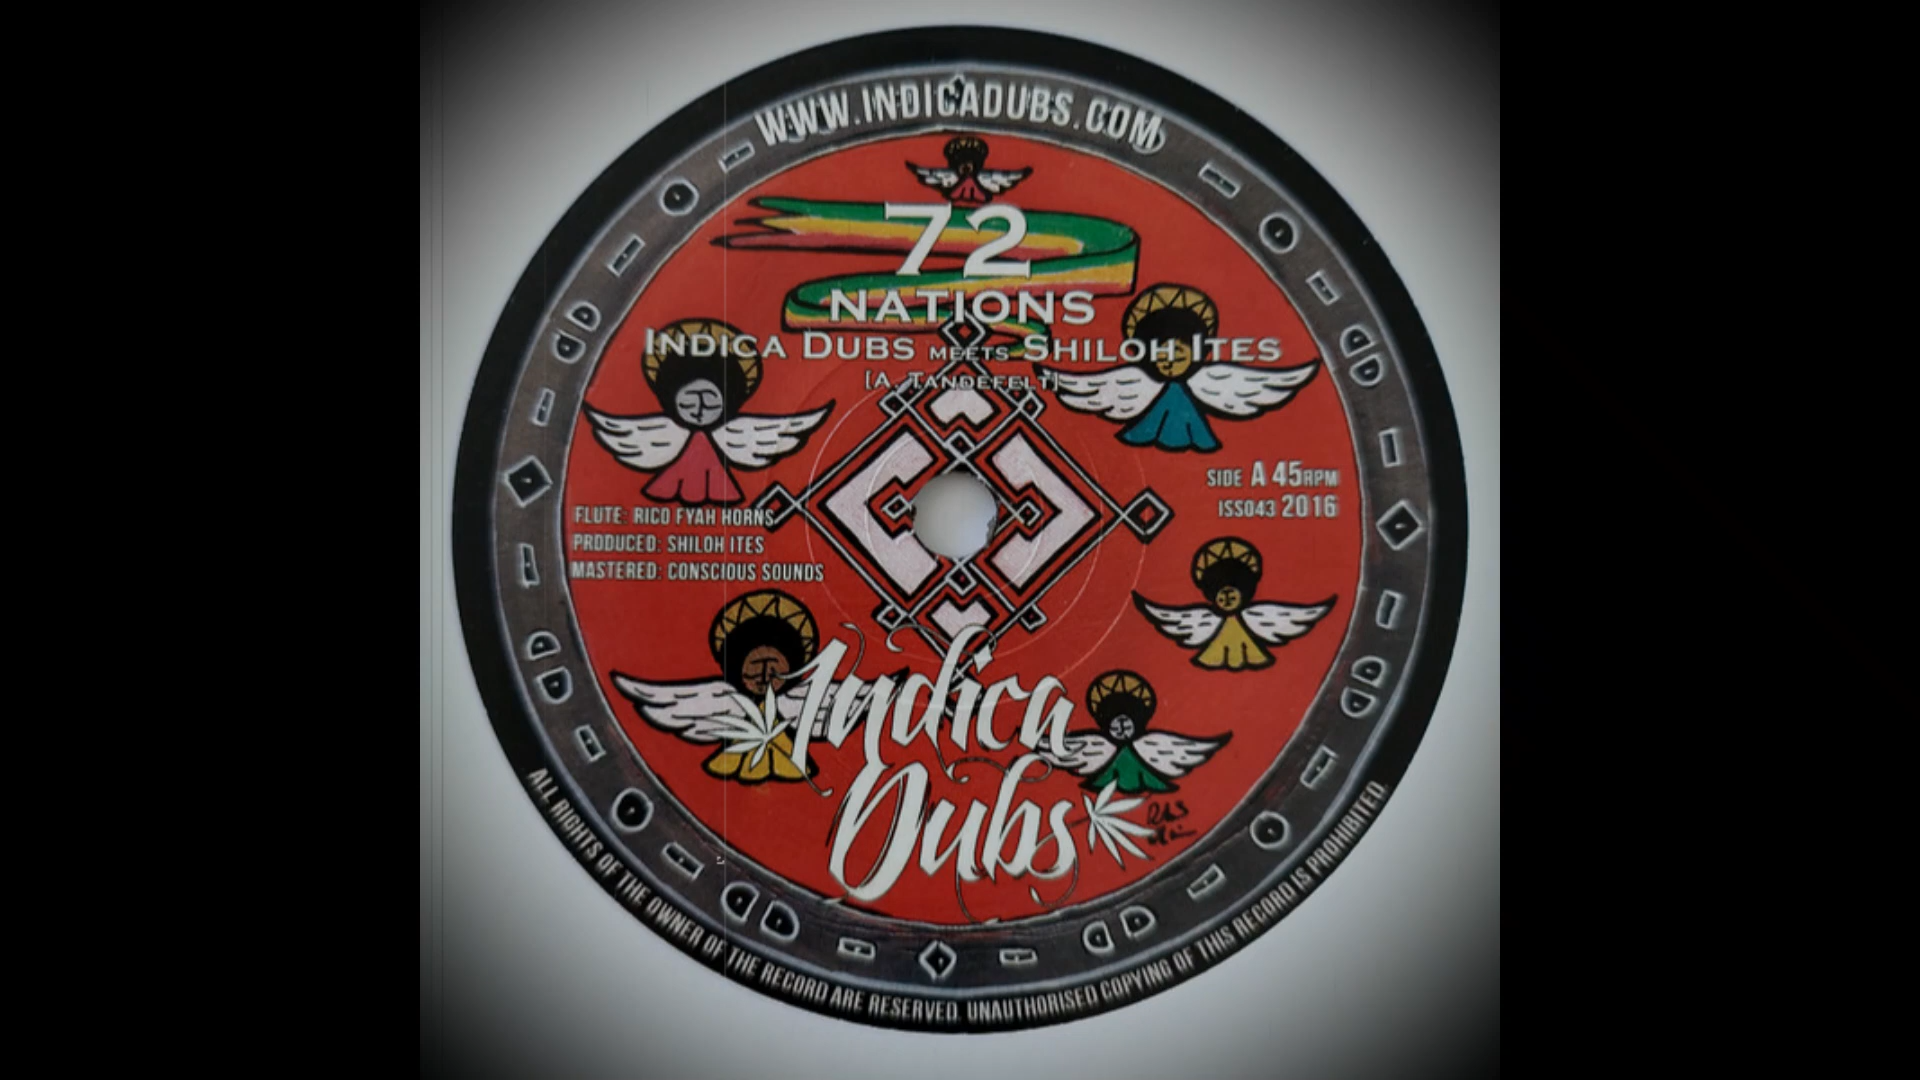 WWW.INDICADUBS.COM
72
NATIONS
INDICA DUBS MEETS SHILOH ITES
[A. TANDEFELT]
SIDE A 45RPM
ISS043 2016
FLUTE: RICO FYAH HORNS
PRODUCED: SHILOH ITES
MASTERED: CONSCIOUS SOUNDS
Indica
Dubs
ALL RIGHTS OF THE OWNER OF THE RECORD ARE RESERVED. UNAUTHORISED COPYING OF THIS RECORD IS PROHIBITED.